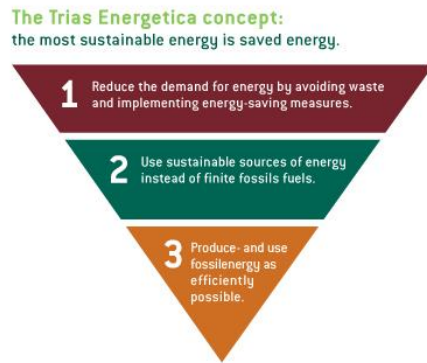 The Trias Energetica concept:
the most sustainable energy is saved energy.
1 Reduce the demand for energy by avoiding waste
and implementing energy-saving measures.
2 Use sustainable sources of energy
instead of finite fossils fuels.
3 Produce- and use
fossilenergy as
efficiently
possible.